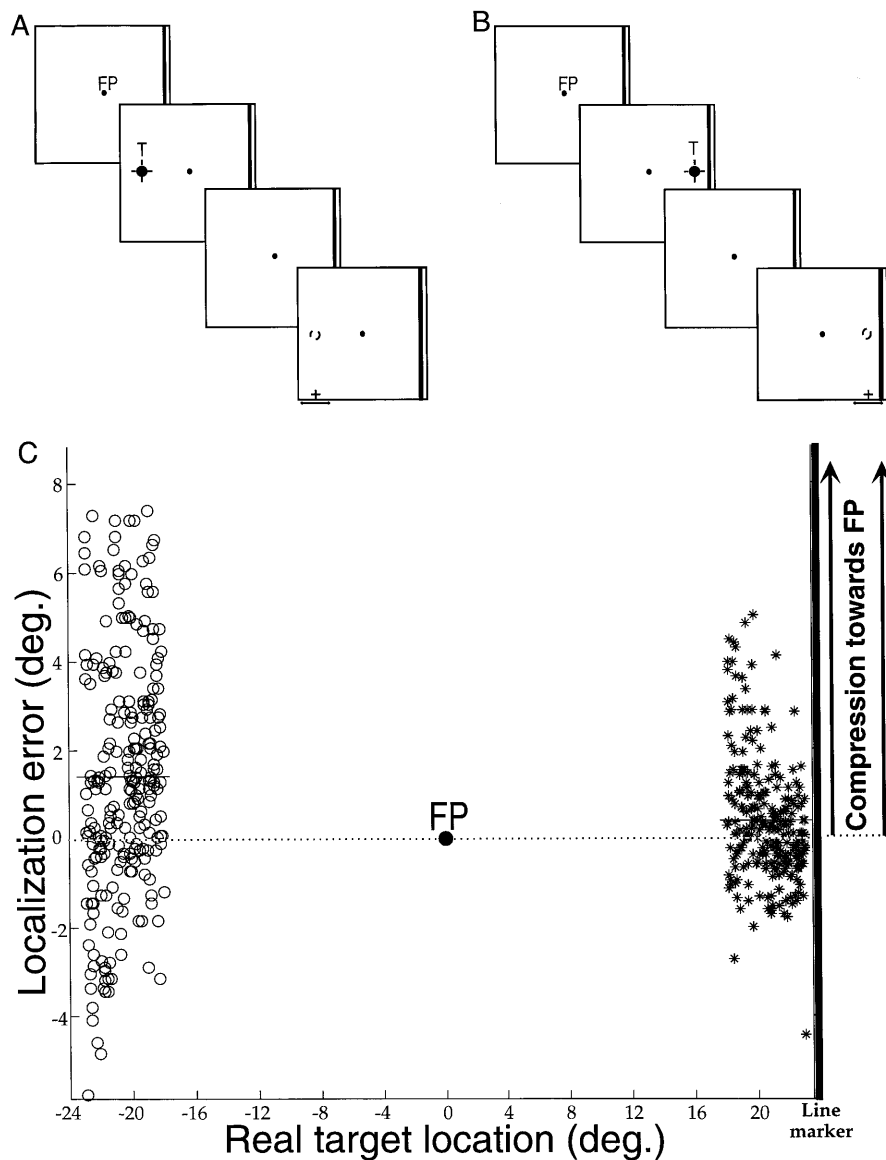 A
FP
T
B
FP
T
C
Localization error (deg.)
8
6
4
2
0
-2
-4
FP
Compression towards FP
-24
-20
-16
-12
-8
-4
0
4
8
12
16
20
Line
marker
Real target location (deg.)